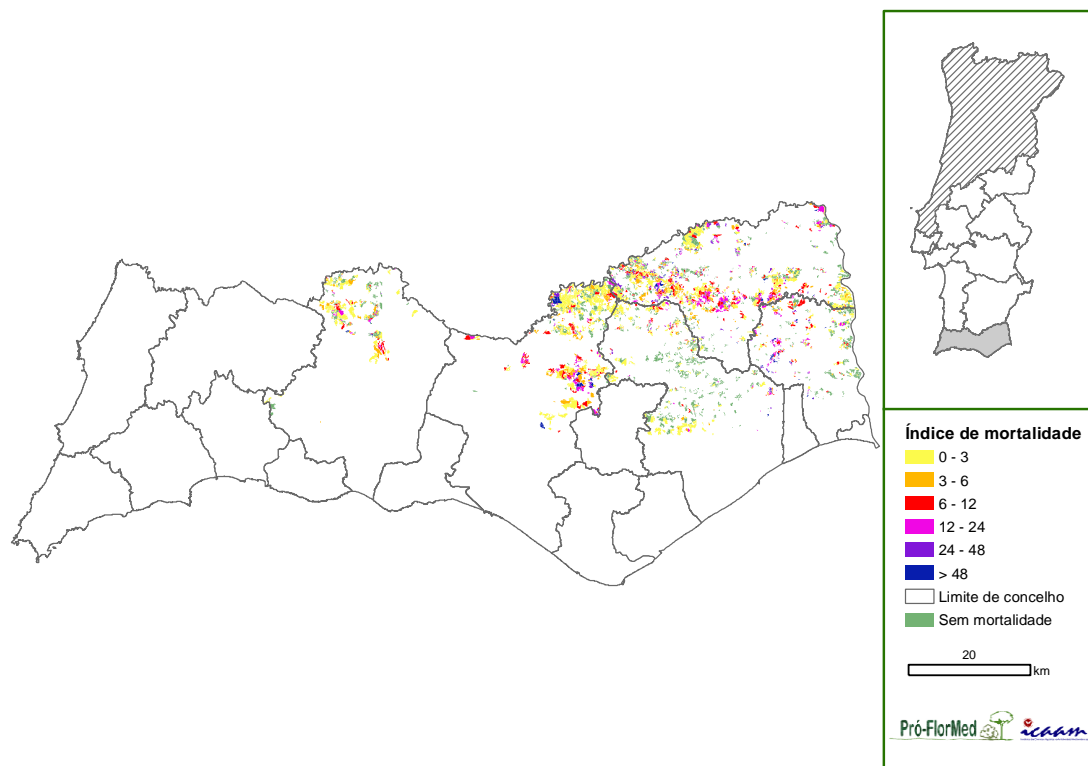 Índice de mortalidade
0 - 3
3 - 6
6 - 12
12 - 24
24 - 48
> 48
Limite de concelho
Sem mortalidade
20
km
Pró-FlorMed
icaam